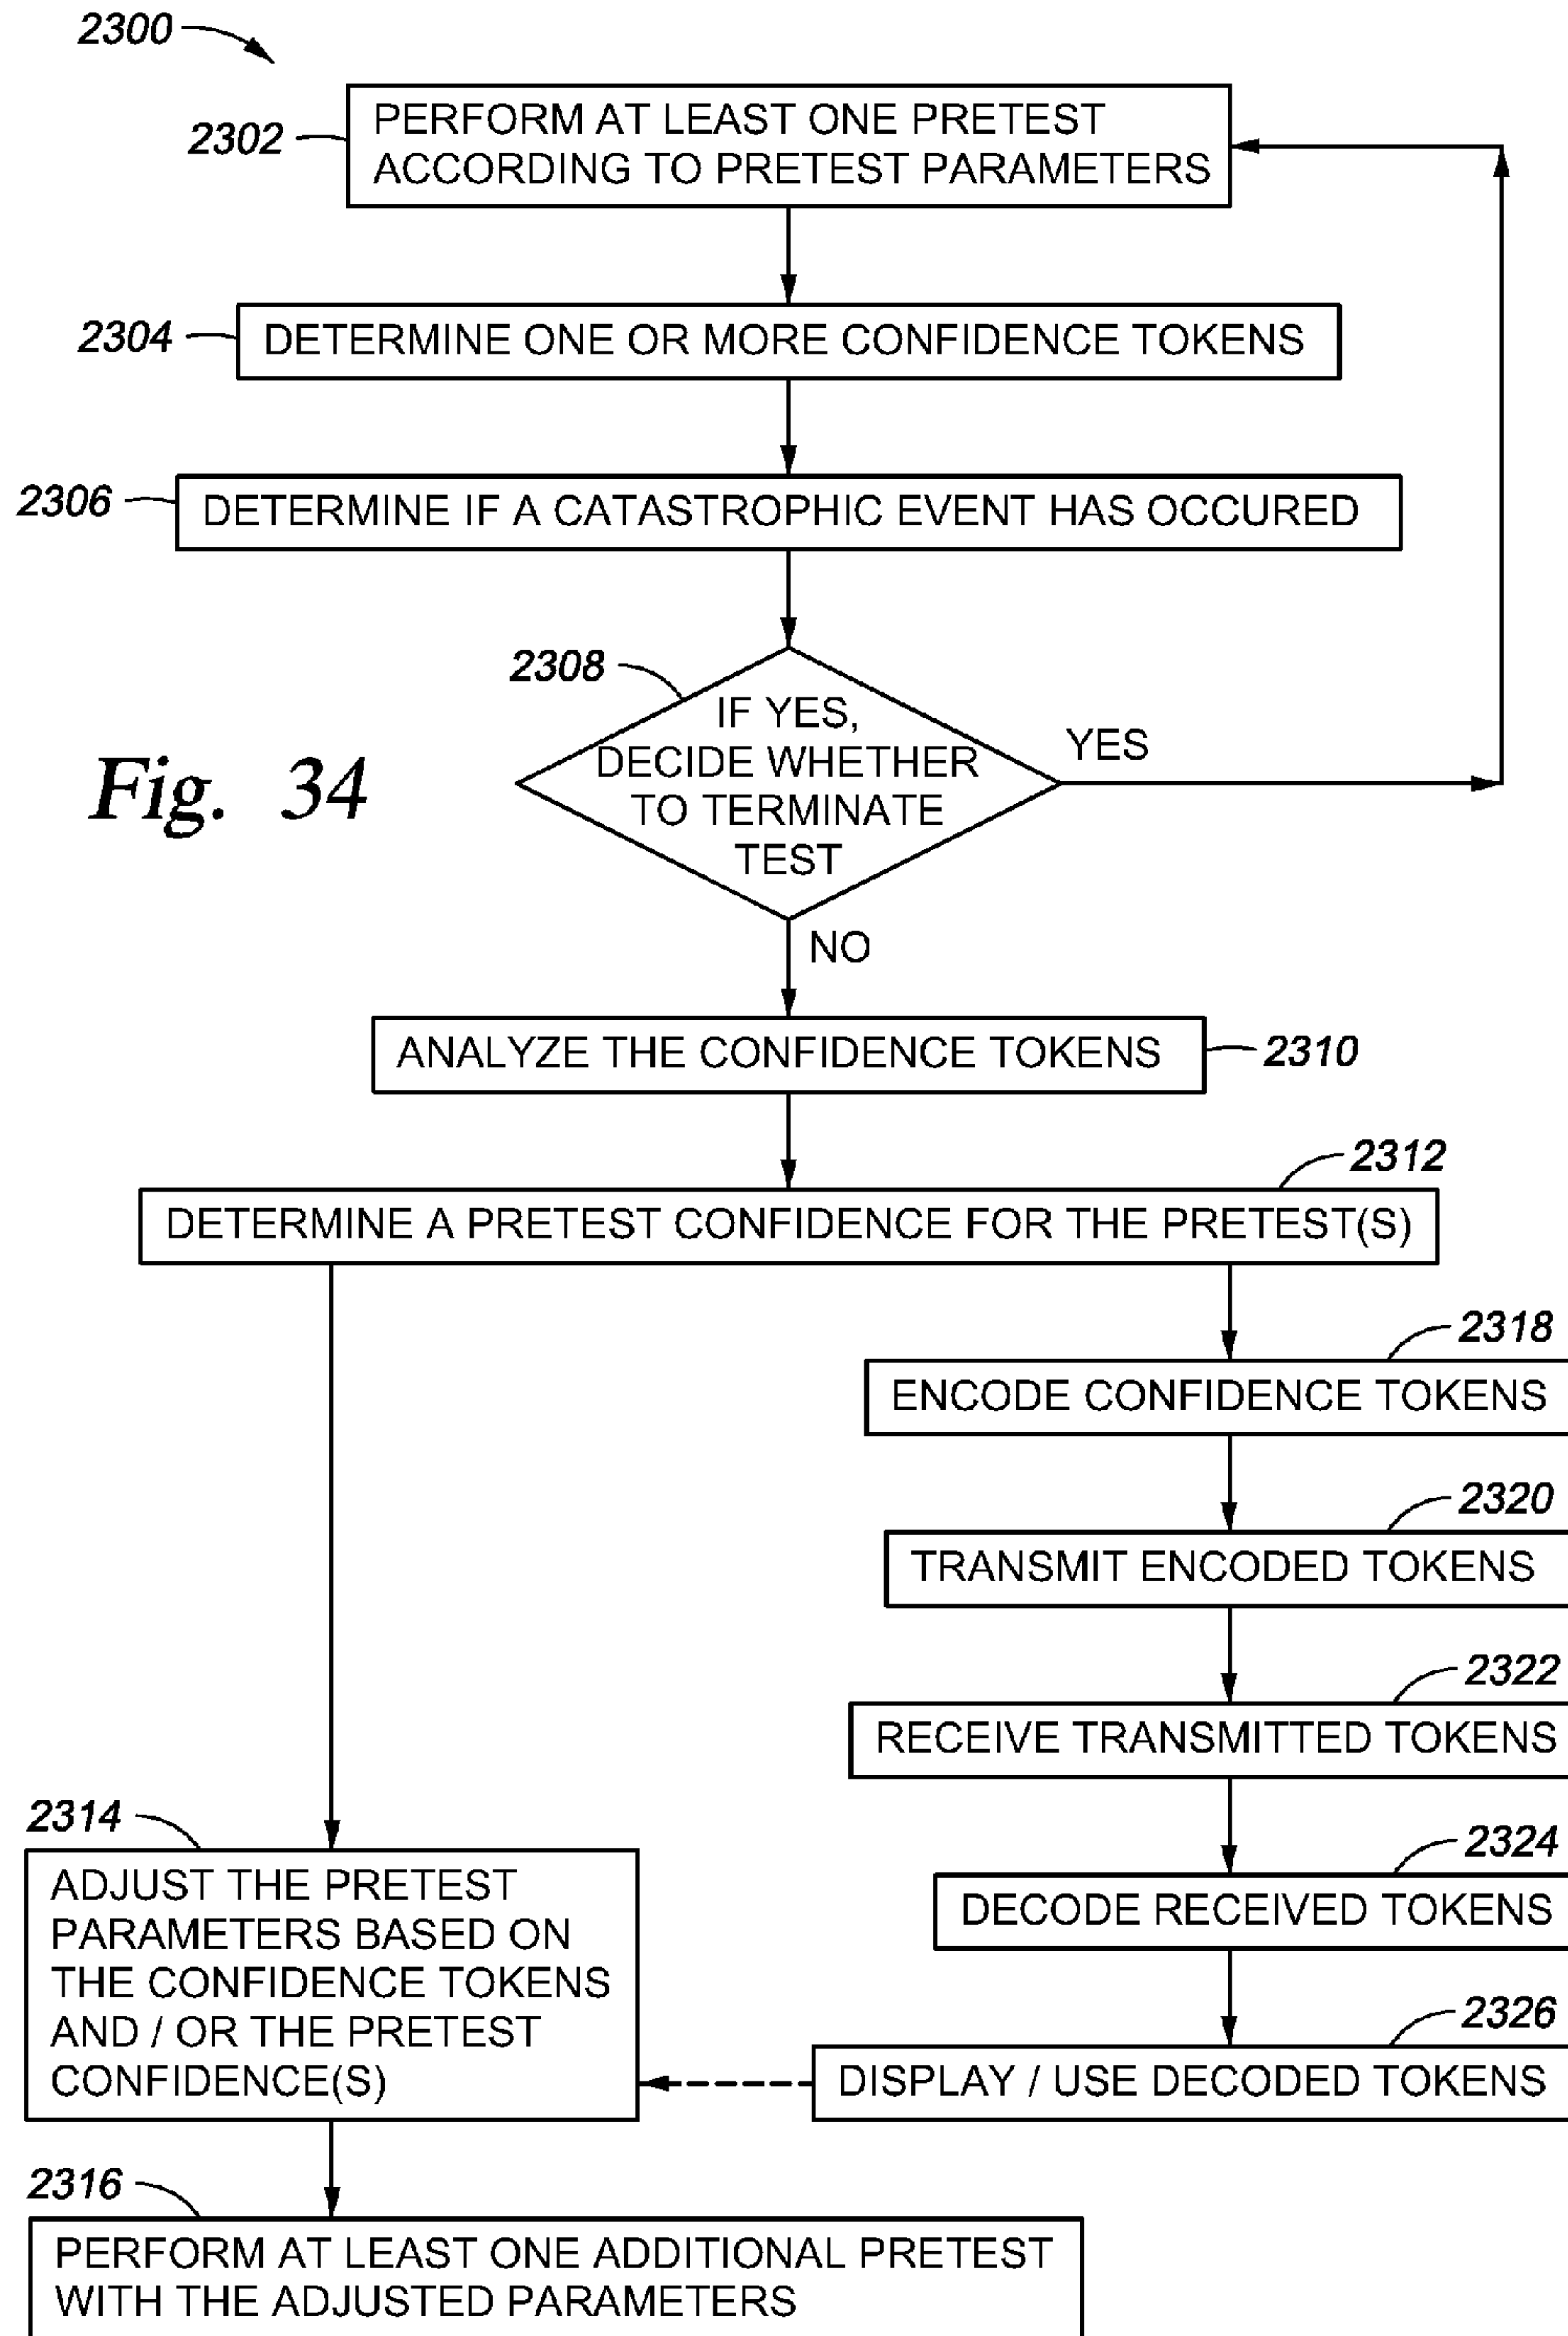 2300
2302
PERFORM AT LEAST ONE PRETEST
ACCORDING TO PRETEST PARAMETERS
2304
DETERMINE ONE OR MORE CONFIDENCE TOKENS
2306
DETERMINE IF A CATASTROPHIC EVENT HAS OCCURED
2308
IF YES,
DECIDE WHETHER
TO TERMINATE
TEST
YES
Fig. 34
NO
ANALYZE THE CONFIDENCE TOKENS
2310
2312
DETERMINE A PRETEST CONFIDENCE FOR THE PRETEST(S)
2318
ENCODE CONFIDENCE TOKENS
2320
TRANSMIT ENCODED TOKENS
2322
RECEIVE TRANSMITTED TOKENS
2324
DECODE RECEIVED TOKENS
2326
DISPLAY / USE DECODED TOKENS
2314
ADJUST THE PRETEST
PARAMETERS BASED ON
THE CONFIDENCE TOKENS
AND / OR THE PRETEST
CONFIDENCE(S)
2316
PERFORM AT LEAST ONE ADDITIONAL PRETEST
WITH THE ADJUSTED PARAMETERS